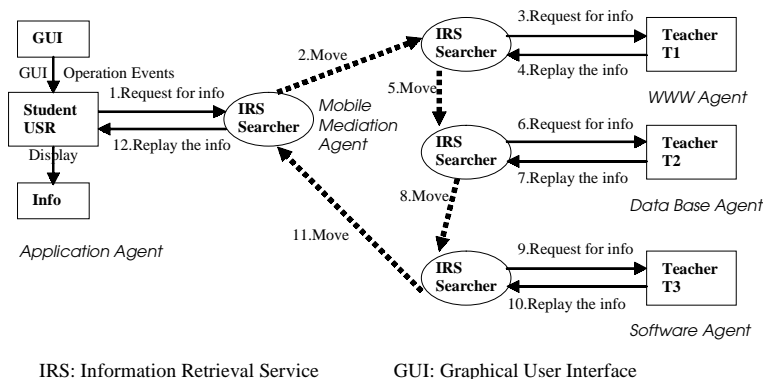 GUI
GUI Operation Events
Student
USR
Display
Info
Application Agent
1.Request for info
12.Replay the info
IRS
Searcher
Mobile
Mediation
Agent
2.Move
IRS
Searcher
3.Request for info
4.Replay the info
Teacher
T1
WWW Agent
5.Move
IRS
Searcher
6.Request for info
7.Replay the info
Teacher
T2
Data Base Agent
8.Move
IRS
Searcher
9.Request for info
10.Replay the info
Teacher
T3
Software Agent
11.Move
IRS: Information Retrieval Service
GUI: Graphical User Interface